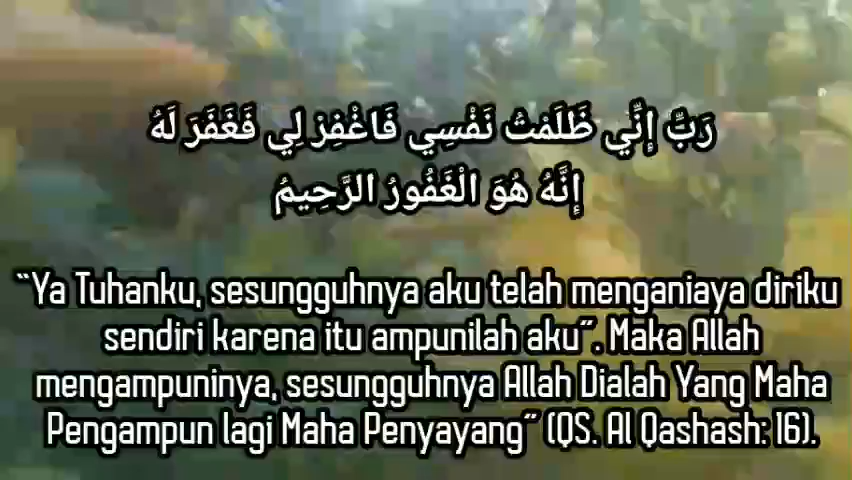 رَبِّ إِنِّي ظَلَمْتُ نَفْسِي فَاغْفِرْ لِي فَغَفَرَ لَهُ
إِنَّهُ هُوَ الْغَفُورُ الرَّحِيمُ
“Ya Tuhanku, sesungguhnya aku telah menganiaya diriku
sendiri karena itu ampunilah aku”. Maka Allah
mengampuninya, sesungguhnya Allah Dialah Yang Maha
Pengampun lagi Maha Penyayang” (QS. Al Qashash: 16).